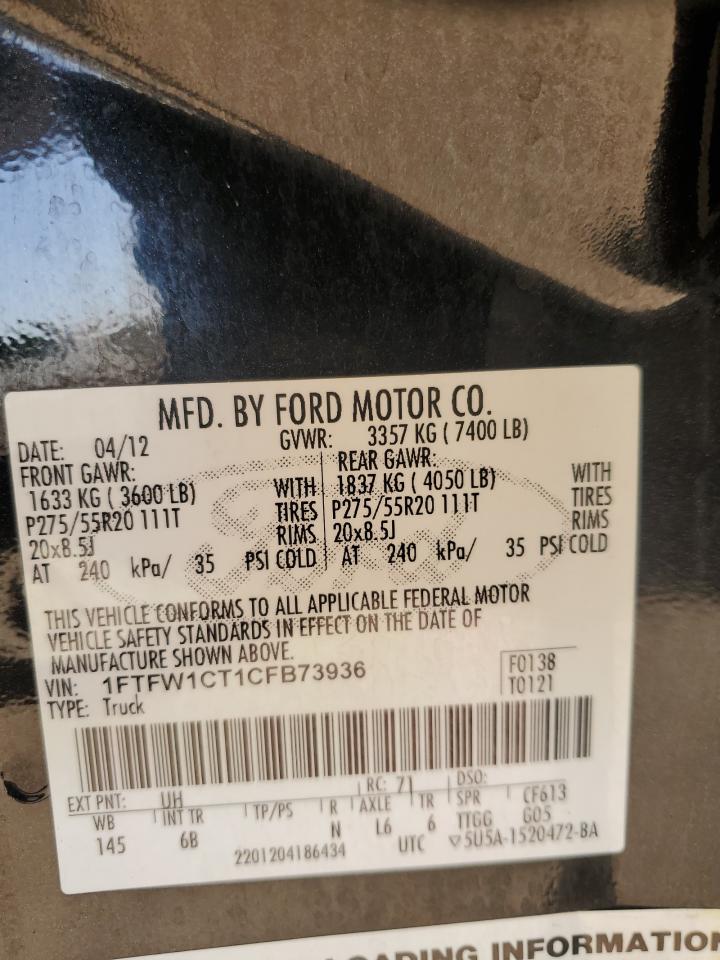 MFD. BY FORD MOTOR CO.
DATE: 04/12 GVWR: 3357 KG ( 7400 LB)
FRONT GAWR: REAR GAWR:
1633 KG ( 3600 LB) WITH 1837 KG ( 4050 LB) WITH
P275/55R20 111T TIRES P275/55R20 111T TIRES
20x8.5J RIMS 20x8.5J RIMS
AT 240 kPa/ 35 PSI COLD AT 240 kPa/ 35 PSI COLD
THIS VEHICLE CONFORMS TO ALL APPLICABLE FEDERAL MOTOR
VEHICLE SAFETY STANDARDS IN EFFECT ON THE DATE OF
MANUFACTURE SHOWN ABOVE.
VIN: 1FTFW1CT1CFB73936 F0138
TYPE: Truck T0121
EXT PNT: UH RC: 71 DSO:
WB INT TR TP/PS R AXLE TR SPR CF613
145 6B N L6 6 TTGG G05
2201204186434 UTC ▽5U5A-1520472-BA
LOADING INFORMATION